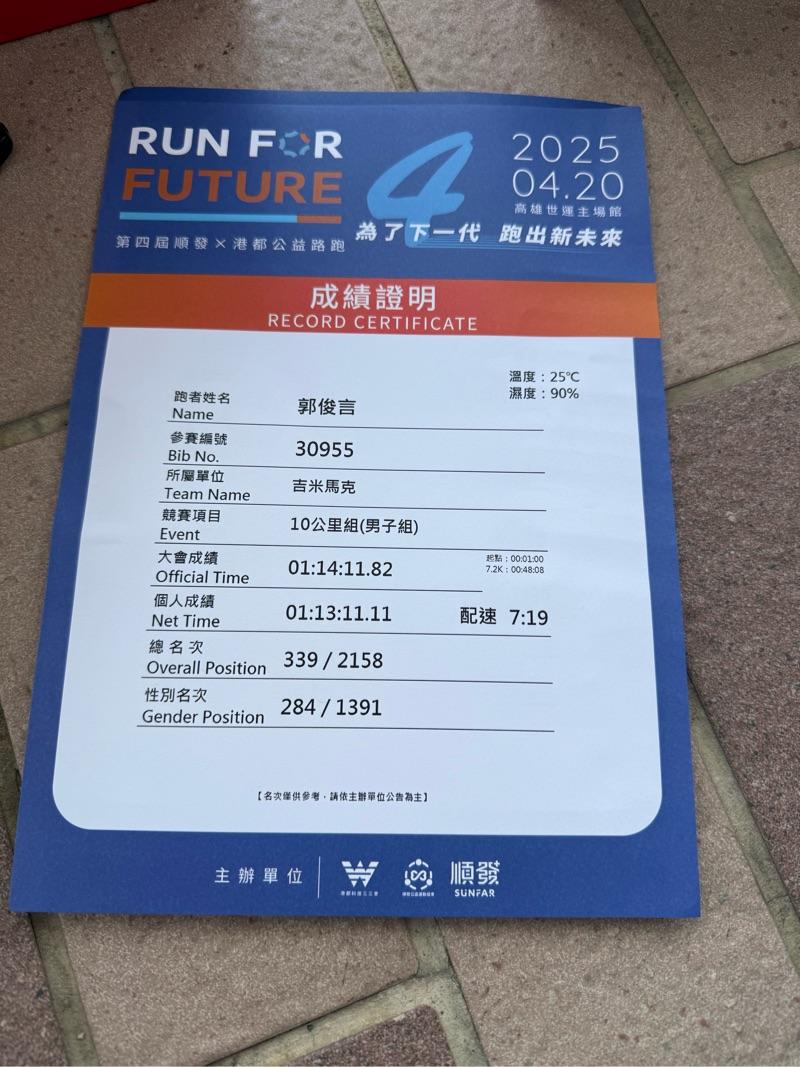 RUN FOR
FUTURE
4
2025
04.20
高雄世運主場館
第四屆順發×港都公益路跑
為了下一代 跑出新未來
成績證明
RECORD CERTIFICATE
溫度：25℃
濕度：90%
跑者姓名
Name
郭俊言
參賽編號
Bib No.
30955
所屬單位
Team Name
吉米馬克
競賽項目
Event
10公里組(男子組)
大會成績
Official Time
01:14:11.82
起點：00:01:00
7.2K：00:48:08
個人成績
Net Time
01:13:11.11
配速 7:19
總名次
Overall Position
339 / 2158
性別名次
Gender Position
284 / 1391
【名次僅供參考，請依主辦單位公告為主】
主辦單位
順發
SUNFAR